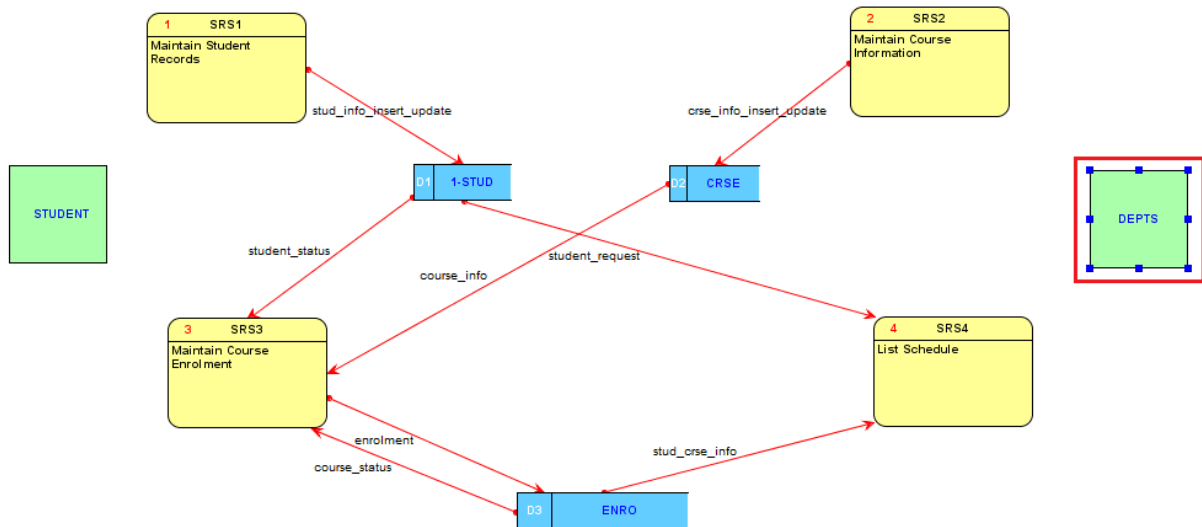 1 SRS1
Maintain Student
Records
2 SRS2
Maintain Course
Information
stud_info_insert_update
crse_info_insert_update
STUDENT
D1 1-STUD
D2 CRSE
DEPTS
student_status
course_info
student_request
3 SRS3
Maintain Course
Enrolment
4 SRS4
List Schedule
enrolment
course_status
stud_crse_info
D3 ENRO